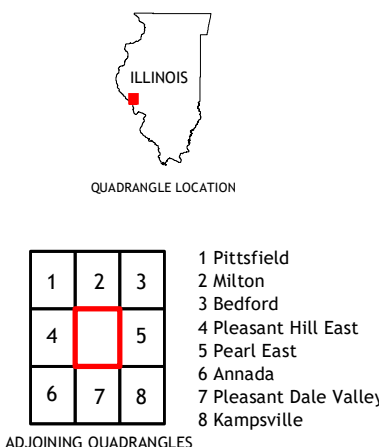 ILLINOIS
QUADRANGLE LOCATION
1 2 3
4 5
6 7 8
1 Pittsfield
2 Milton
3 Bedford
4 Pleasant Hill East
5 Pearl East
6 Annada
7 Pleasant Dale Valley
8 Kampsville
ADJOINING QUADRANGLES